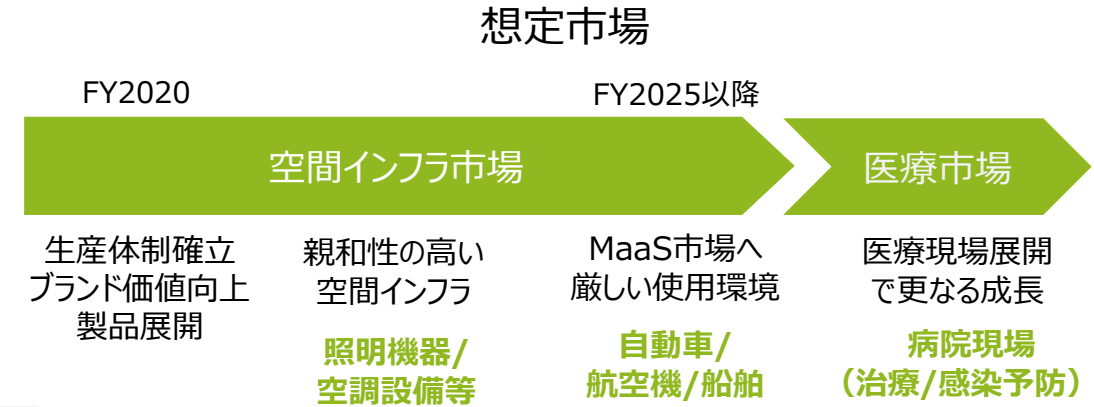 想定市場
FY2020
FY2025以降
空間インフラ市場
医療市場
生産体制確立
ブランド価値向上
製品展開
親和性の高い
空間インフラ
照明機器/
空調設備等
MaaS市場へ
厳しい使用環境
自動車/
航空機/船舶
医療現場展開
で更なる成長
病院現場
（治療/感染予防）